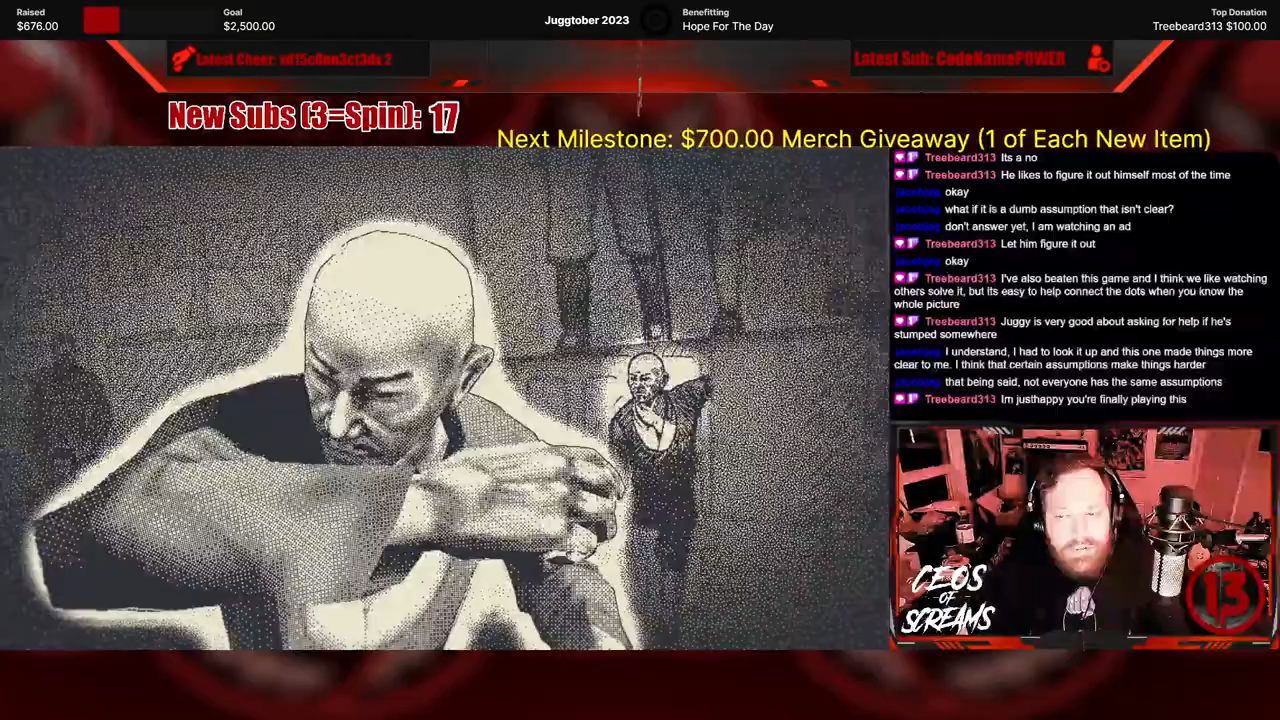 Raised
$676.00
Goal
$2,500.00
Juggtober 2023
Benefitting
Hope For The Day
Top Donation
Treebeard313 $100.00
Latest Cheer: xd15c0nn3ct3dx 2
Latest Sub: CodeNamePOWER
New Subs (3=Spin): 17
Next Milestone: $700.00 Merch Giveaway (1 of Each New Item)
Treebeard313 Its a no
Treebeard313 He likes to figure it out himself most of the time
okay
what if it is a dumb assumption that isn't clear?
don't answer yet, I am watching an ad
Treebeard313 Let him figure it out
okay
Treebeard313 I've also beaten this game and I think we like watching
others solve it, but its easy to help connect the dots when you know the
whole picture
Treebeard313 Juggy is very good about asking for help if he's
stumped somewhere
I understand, I had to look it up and this one made things more
clear to me. I think that certain assumptions make things harder
that being said, not everyone has the same assumptions
Treebeard313 Im justhappy you're finally playing this
CEOS
OF
SCREAMS
13